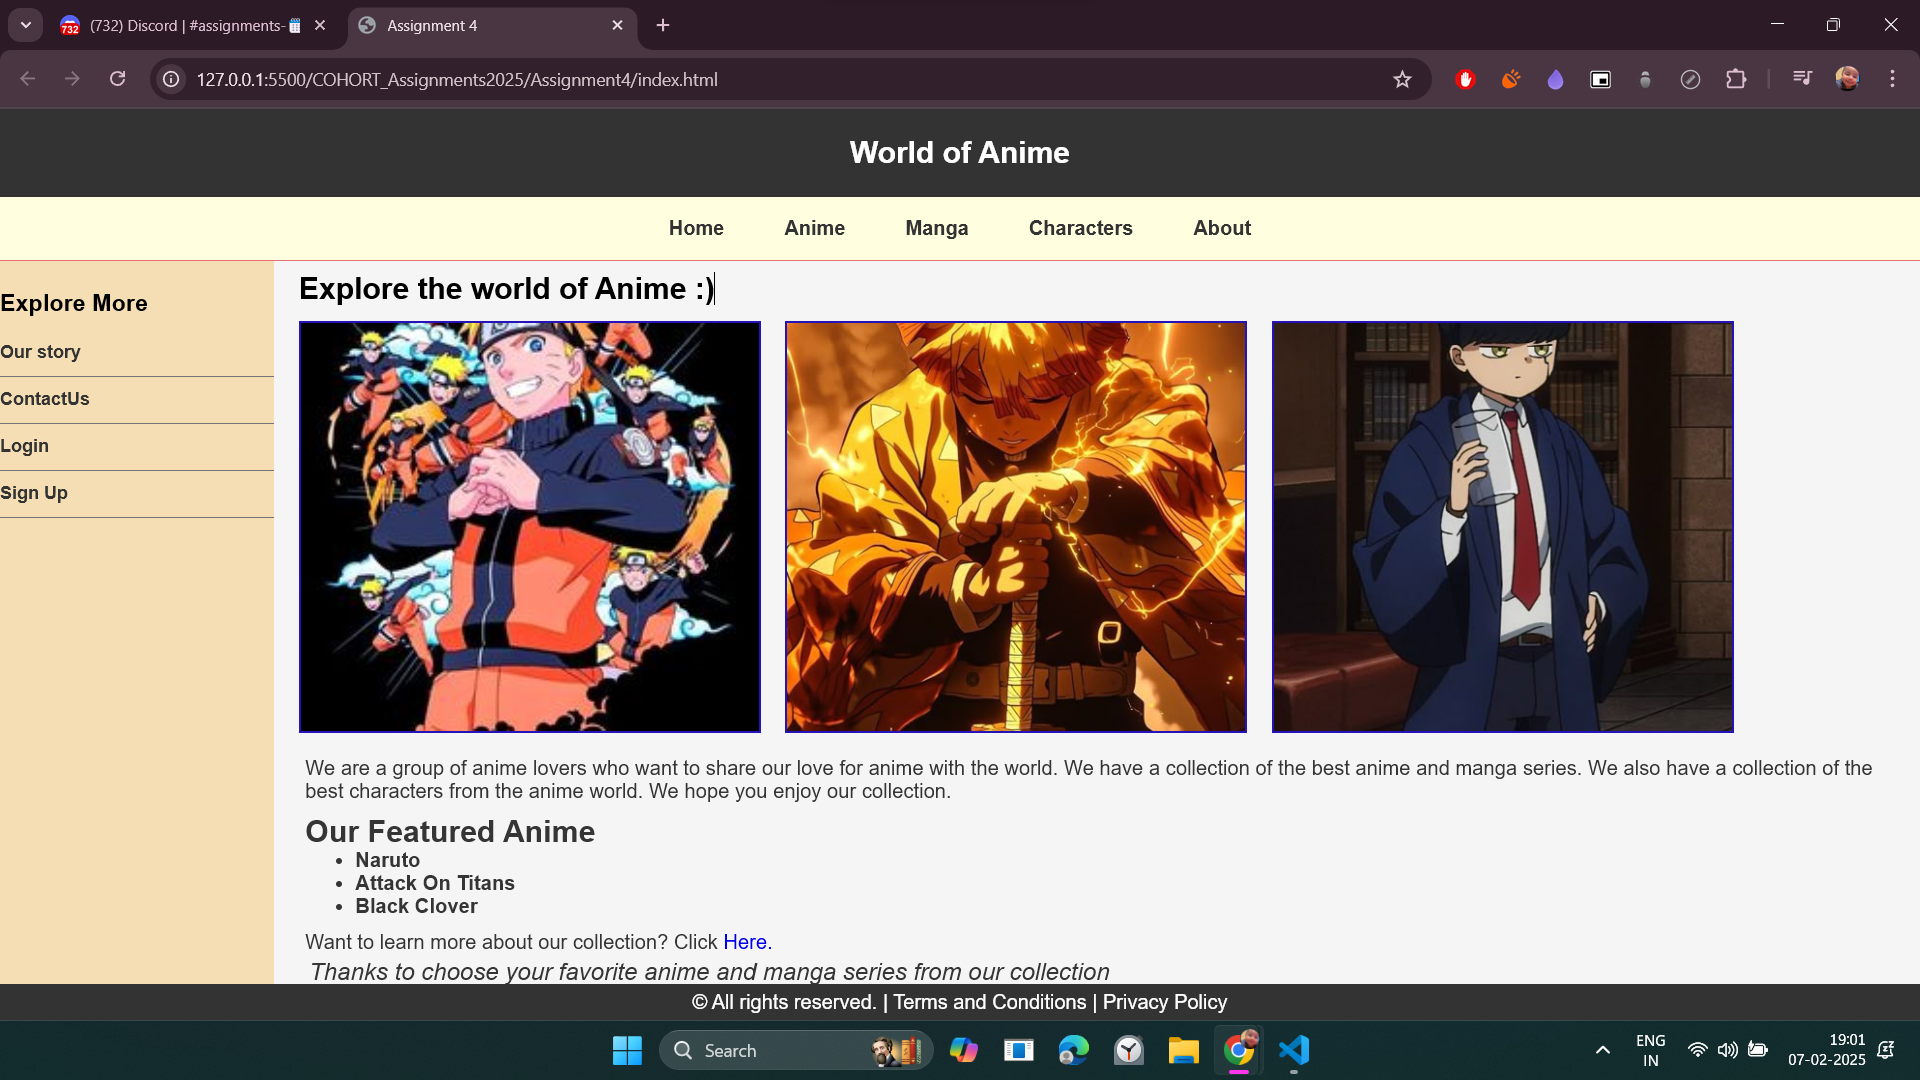 (732) Discord | #assignments-
732
Assignment 4
127.0.0.1:5500/COHORT_Assignments2025/Assignment4/index.html
World of Anime
Home Anime Manga Characters About
Explore More
Our story
ContactUs
Login
Sign Up
Explore the world of Anime :)
We are a group of anime lovers who want to share our love for anime with the world. We have a collection of the best anime and manga series. We also have a collection of the
best characters from the anime world. We hope you enjoy our collection.
Our Featured Anime
• Naruto
• Attack On Titans
• Black Clover
Want to learn more about our collection? Click Here.
Thanks to choose your favorite anime and manga series from our collection
© All rights reserved. | Terms and Conditions | Privacy Policy
Search
ENG
IN
19:01
07-02-2025